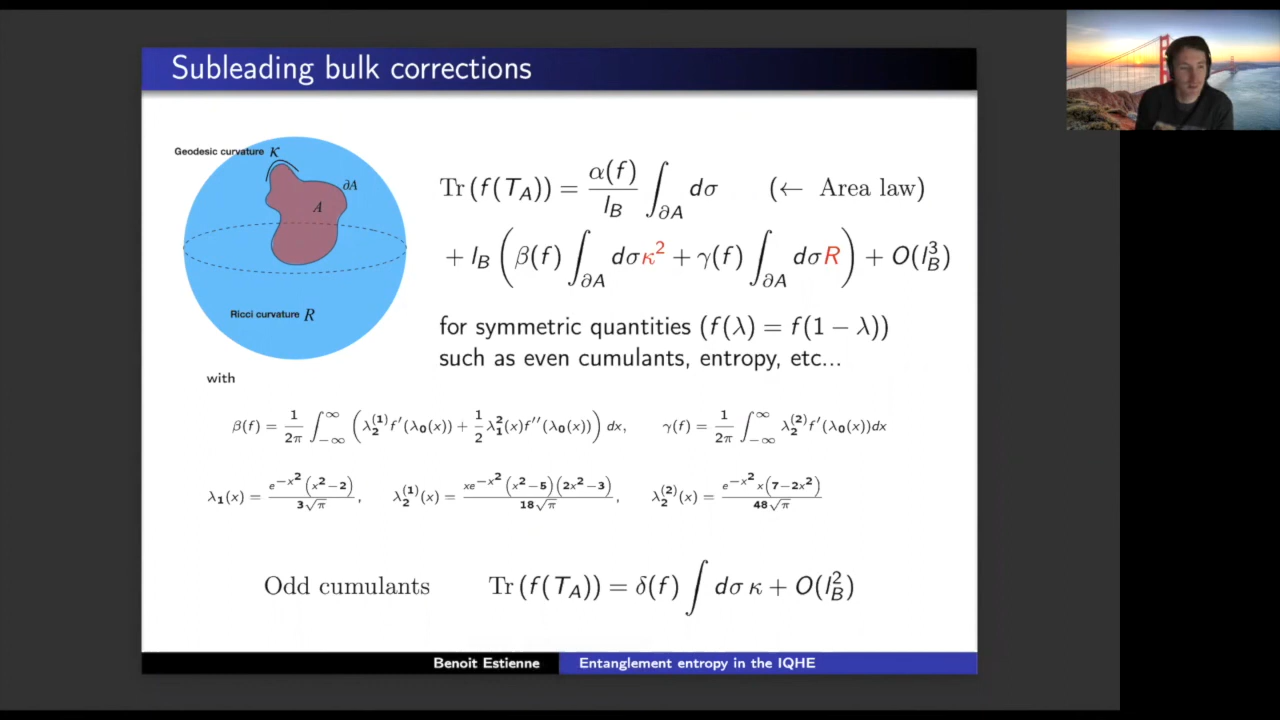 Subleading bulk corrections
Geodesic curvature K
∂A
A
Ricci curvature R
Tr (f(T_A)) = α(f)/l_B ∫_∂A dσ (← Area law)
+ l_B ( β(f) ∫_∂A dσκ² + γ(f) ∫_∂A dσR ) + O(l_B³)
for symmetric quantities (f(λ) = f(1 − λ))
such as even cumulants, entropy, etc...
with
β(f) = 1/2π ∫_−∞^∞ ( λ₂^(1) f′(λ₀(x)) + 1/2 λ₁²(x)f″(λ₀(x)) ) dx, γ(f) = 1/2π ∫_−∞^∞ λ₂^(2) f′(λ₀(x))dx
λ₁(x) = e^(−x²) (x²−2) / 3√π , λ₂^(1)(x) = xe^(−x²) (x²−5)(2x²−3) / 18√π , λ₂^(2)(x) = e^(−x²) x(7−2x²) / 48√π
Odd cumulants Tr (f(T_A)) = δ(f) ∫ dσ κ + O(l_B²)
Benoit Estienne Entanglement entropy in the IQHE